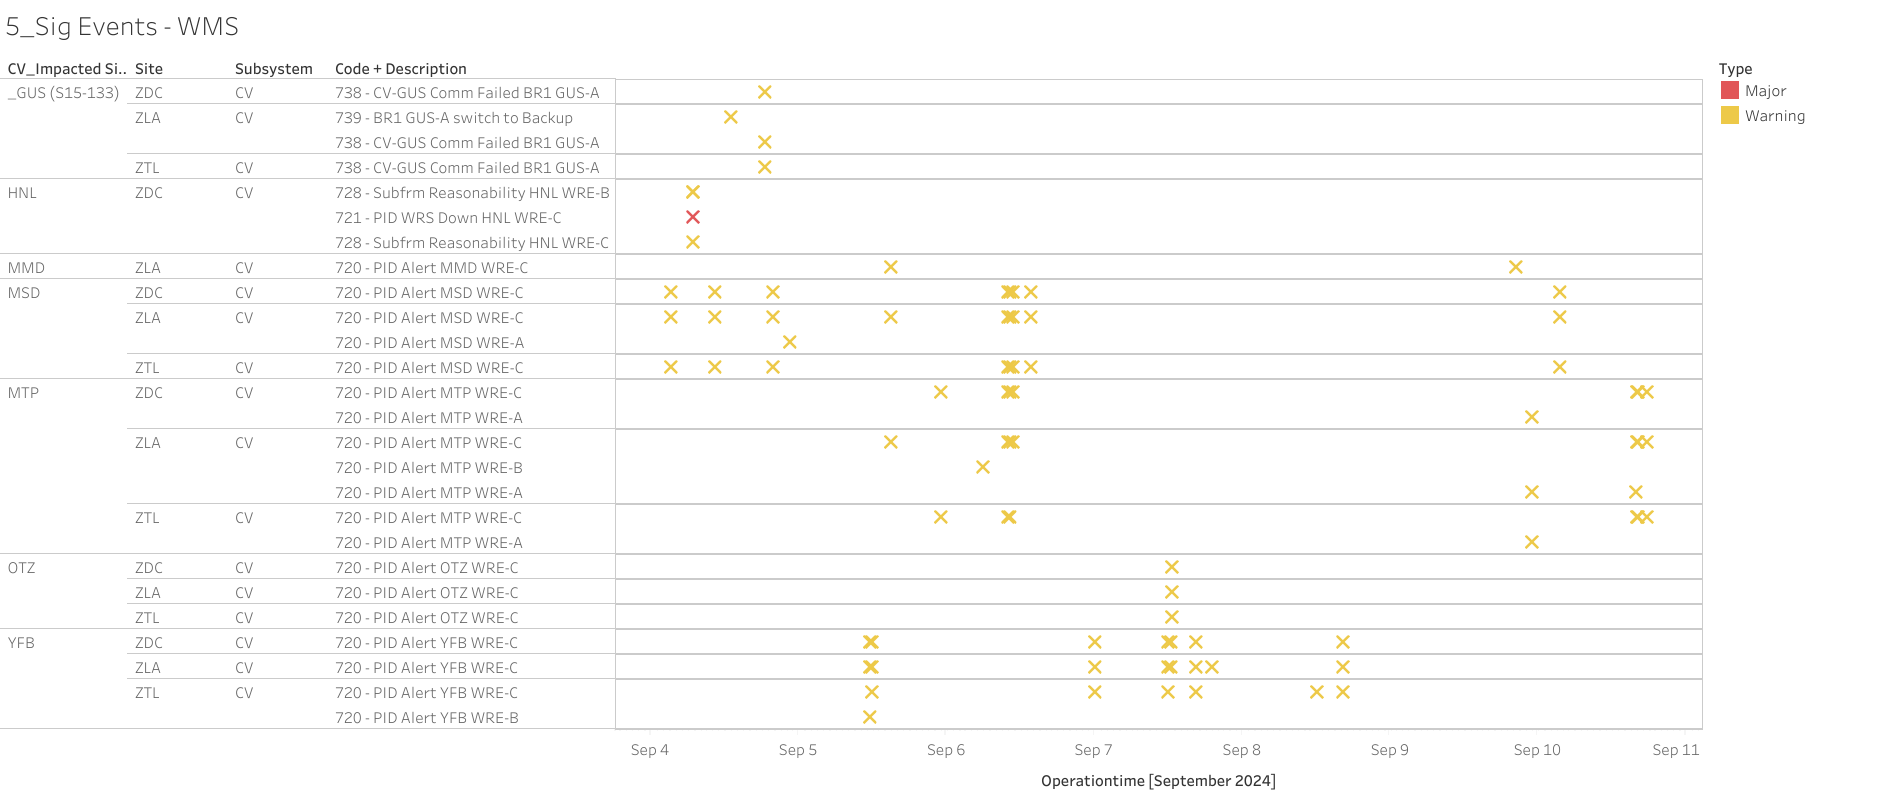 5_Sig Events - WMS
CV_Impacted Si.. Site Subsystem Code + Description
Type
Major
Warning
_GUS (S15-133) ZDC CV 738 - CV-GUS Comm Failed BR1 GUS-A
ZLA CV 739 - BR1 GUS-A switch to Backup
738 - CV-GUS Comm Failed BR1 GUS-A
ZTL CV 738 - CV-GUS Comm Failed BR1 GUS-A
HNL ZDC CV 728 - Subfrm Reasonability HNL WRE-B
721 - PID WRS Down HNL WRE-C
728 - Subfrm Reasonability HNL WRE-C
MMD ZLA CV 720 - PID Alert MMD WRE-C
MSD ZDC CV 720 - PID Alert MSD WRE-C
ZLA CV 720 - PID Alert MSD WRE-C
720 - PID Alert MSD WRE-A
ZTL CV 720 - PID Alert MSD WRE-C
MTP ZDC CV 720 - PID Alert MTP WRE-C
720 - PID Alert MTP WRE-A
ZLA CV 720 - PID Alert MTP WRE-C
720 - PID Alert MTP WRE-B
720 - PID Alert MTP WRE-A
ZTL CV 720 - PID Alert MTP WRE-C
720 - PID Alert MTP WRE-A
OTZ ZDC CV 720 - PID Alert OTZ WRE-C
ZLA CV 720 - PID Alert OTZ WRE-C
ZTL CV 720 - PID Alert OTZ WRE-C
YFB ZDC CV 720 - PID Alert YFB WRE-C
ZLA CV 720 - PID Alert YFB WRE-C
ZTL CV 720 - PID Alert YFB WRE-C
720 - PID Alert YFB WRE-B
Sep 4 Sep 5 Sep 6 Sep 7 Sep 8 Sep 9 Sep 10 Sep 11
Operationtime [September 2024]